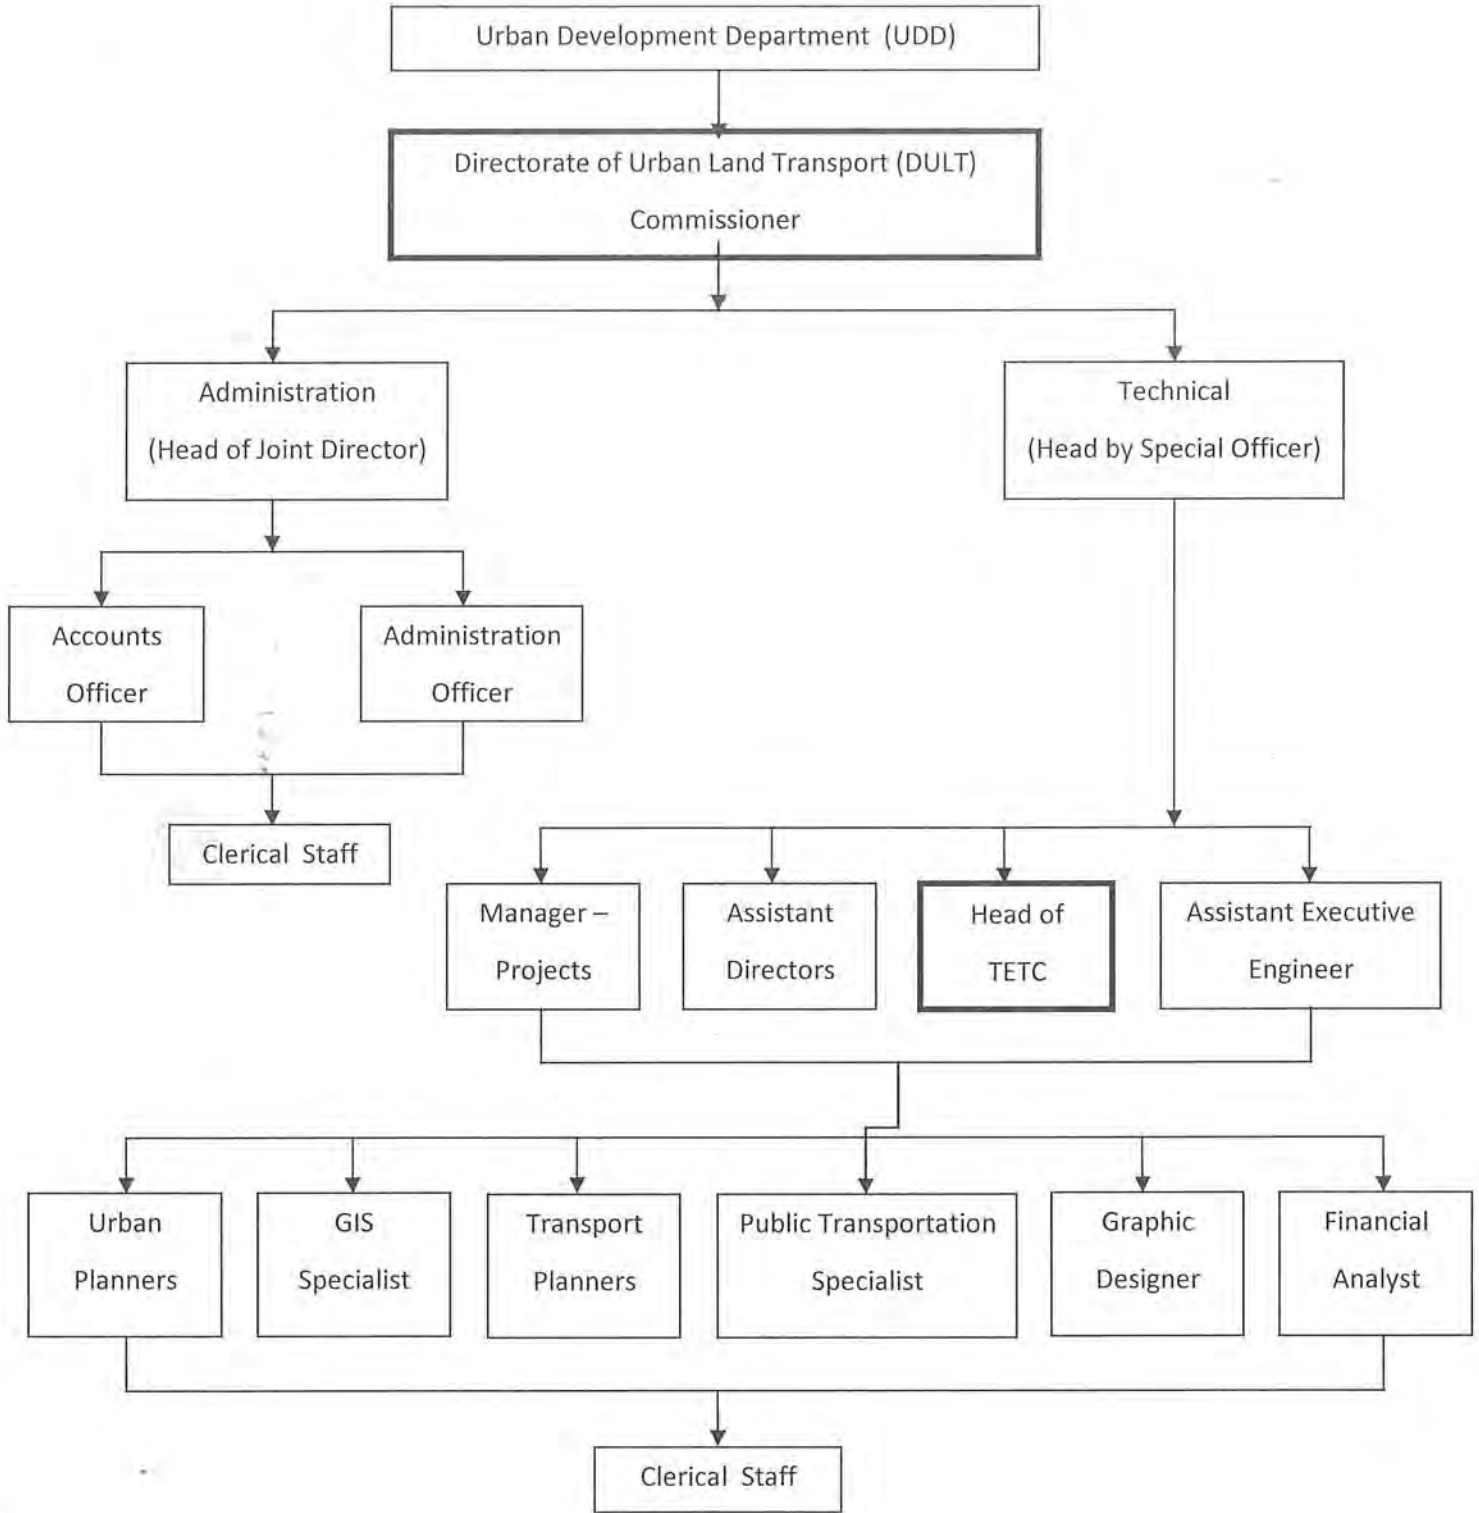 Urban Development Department (UDD)
Directorate of Urban Land Transport (DULT)
Commissioner
Administration
(Head of Joint Director)
Technical
(Head by Special Officer)
Accounts
Officer
Administration
Officer
Clerical Staff
Manager –
Projects
Assistant
Directors
Head of
TETC
Assistant Executive
Engineer
Urban
Planners
GIS
Specialist
Transport
Planners
Public Transportation
Specialist
Graphic
Designer
Financial
Analyst
Clerical Staff